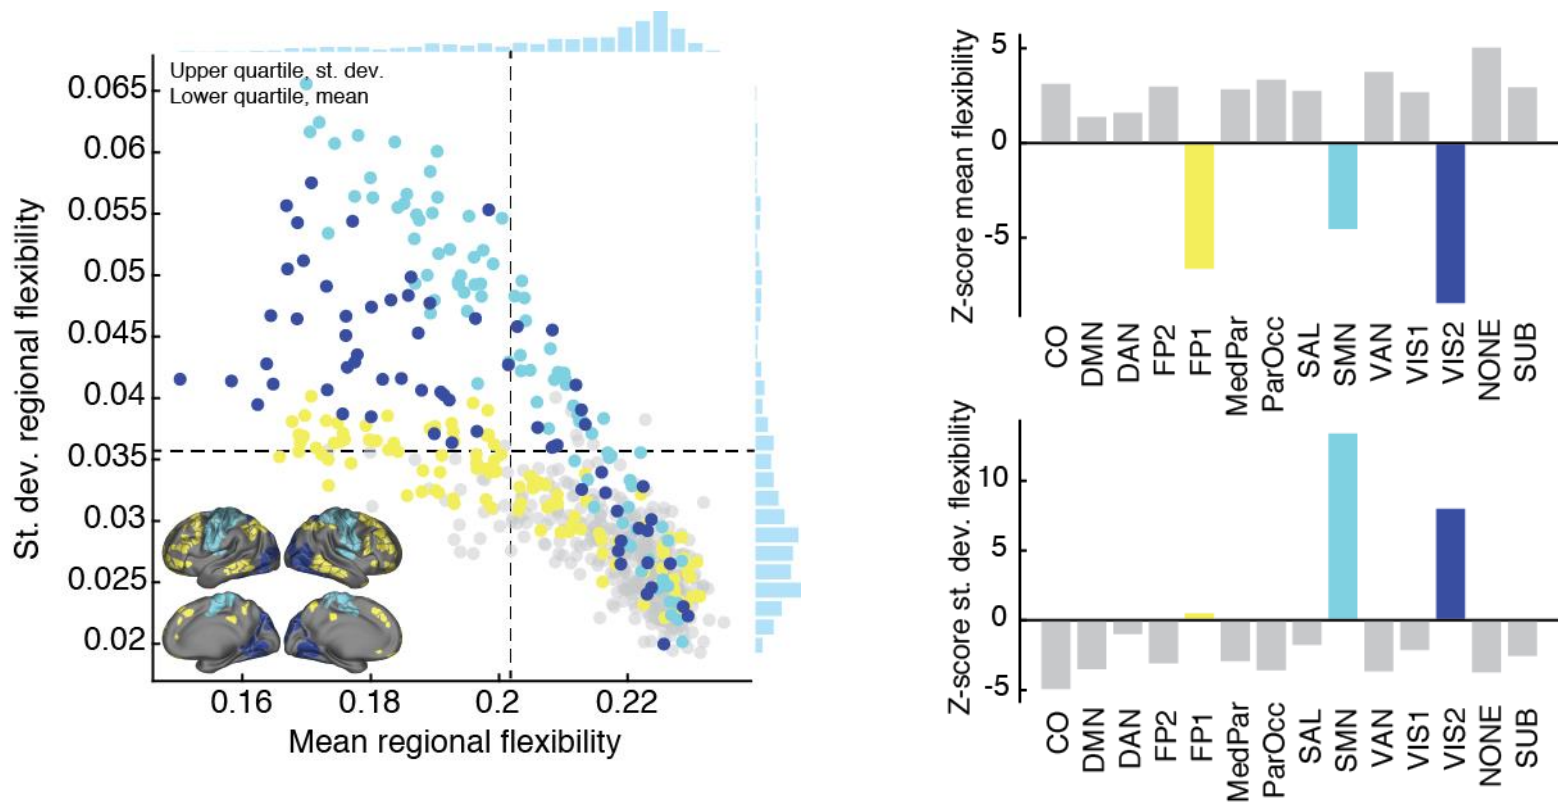 Upper quartile, st. dev.
Lower quartile, mean
St. dev. regional flexibility
0.065
0.06
0.055
0.05
0.045
0.04
0.035
0.03
0.025
0.02
0.16
0.18
0.2
0.22
Mean regional flexibility
Z-score mean flexibility
5
0
-5
CO
DMN
DAN
FP2
FP1
MedPar
ParOcc
SAL
SMN
VAN
VIS1
VIS2
NONE
SUB
Z-score st. dev. flexibility
10
5
0
-5
CO
DMN
DAN
FP2
FP1
MedPar
ParOcc
SAL
SMN
VAN
VIS1
VIS2
NONE
SUB